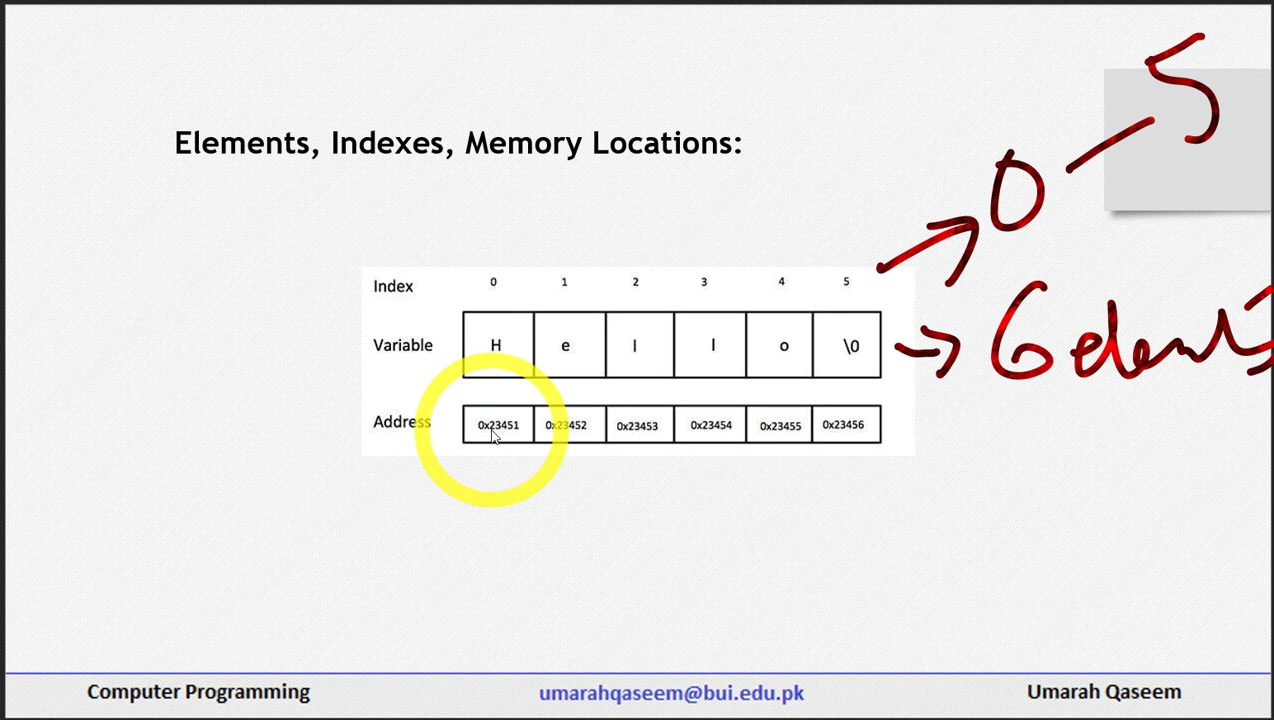 5
Elements, Indexes, Memory Locations:
0 —
Index 0 1 2 3 4 5
Variable H e l l o \0
6
Address 0x23451 0x23452 0x23453 0x23454 0x23455 0x23456
Computer Programming umarahqaseem@bui.edu.pk Umarah Qaseem